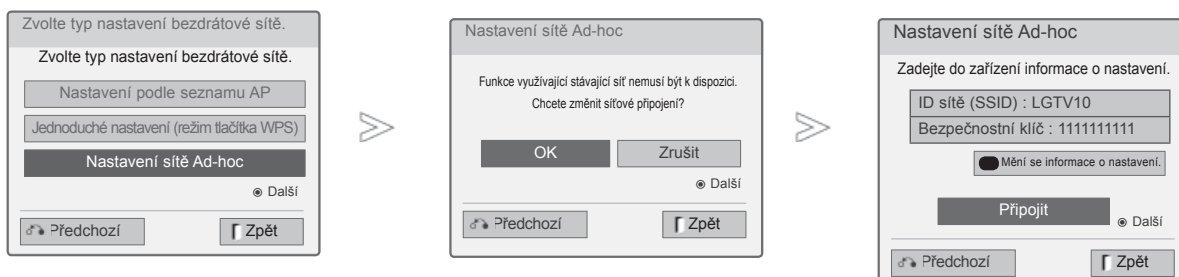 Zvolte typ nastavení bezdrátové sítě.
Zvolte typ nastavení bezdrátové sítě.
Nastavení podle seznamu AP
Jednoduché nastavení (režim tlačítka WPS)
Nastavení sítě Ad-hoc
Další
Předchozí
Zpět
Nastavení sítě Ad-hoc
Funkce využívající stávající síť nemusí být k dispozici.
Chcete změnit síťové připojení?
OK
Zrušit
Další
Předchozí
Zpět
Nastavení sítě Ad-hoc
Zadejte do zařízení informace o nastavení.
ID sítě (SSID) : LGTV10
Bezpečnostní klíč : 1111111111
Mění se informace o nastavení.
Připojit
Další
Předchozí
Zpět